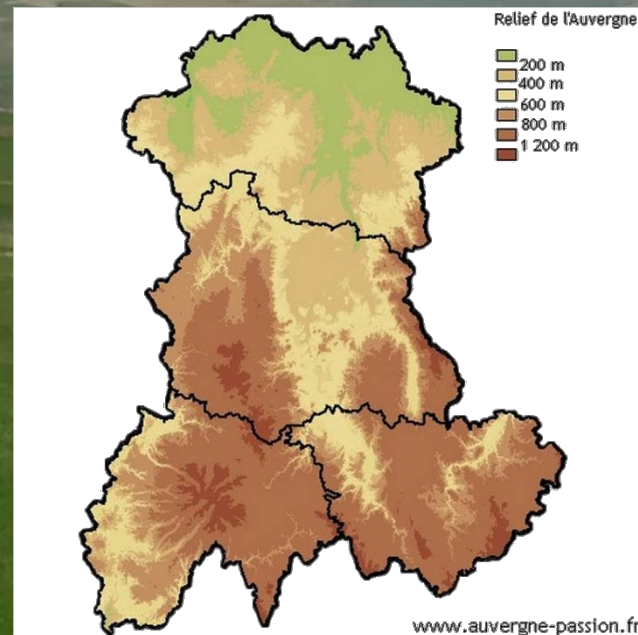 Relief de l'Auvergne
200 m
400 m
600 m
800 m
1 200 m
www.auvergne-passion.fr